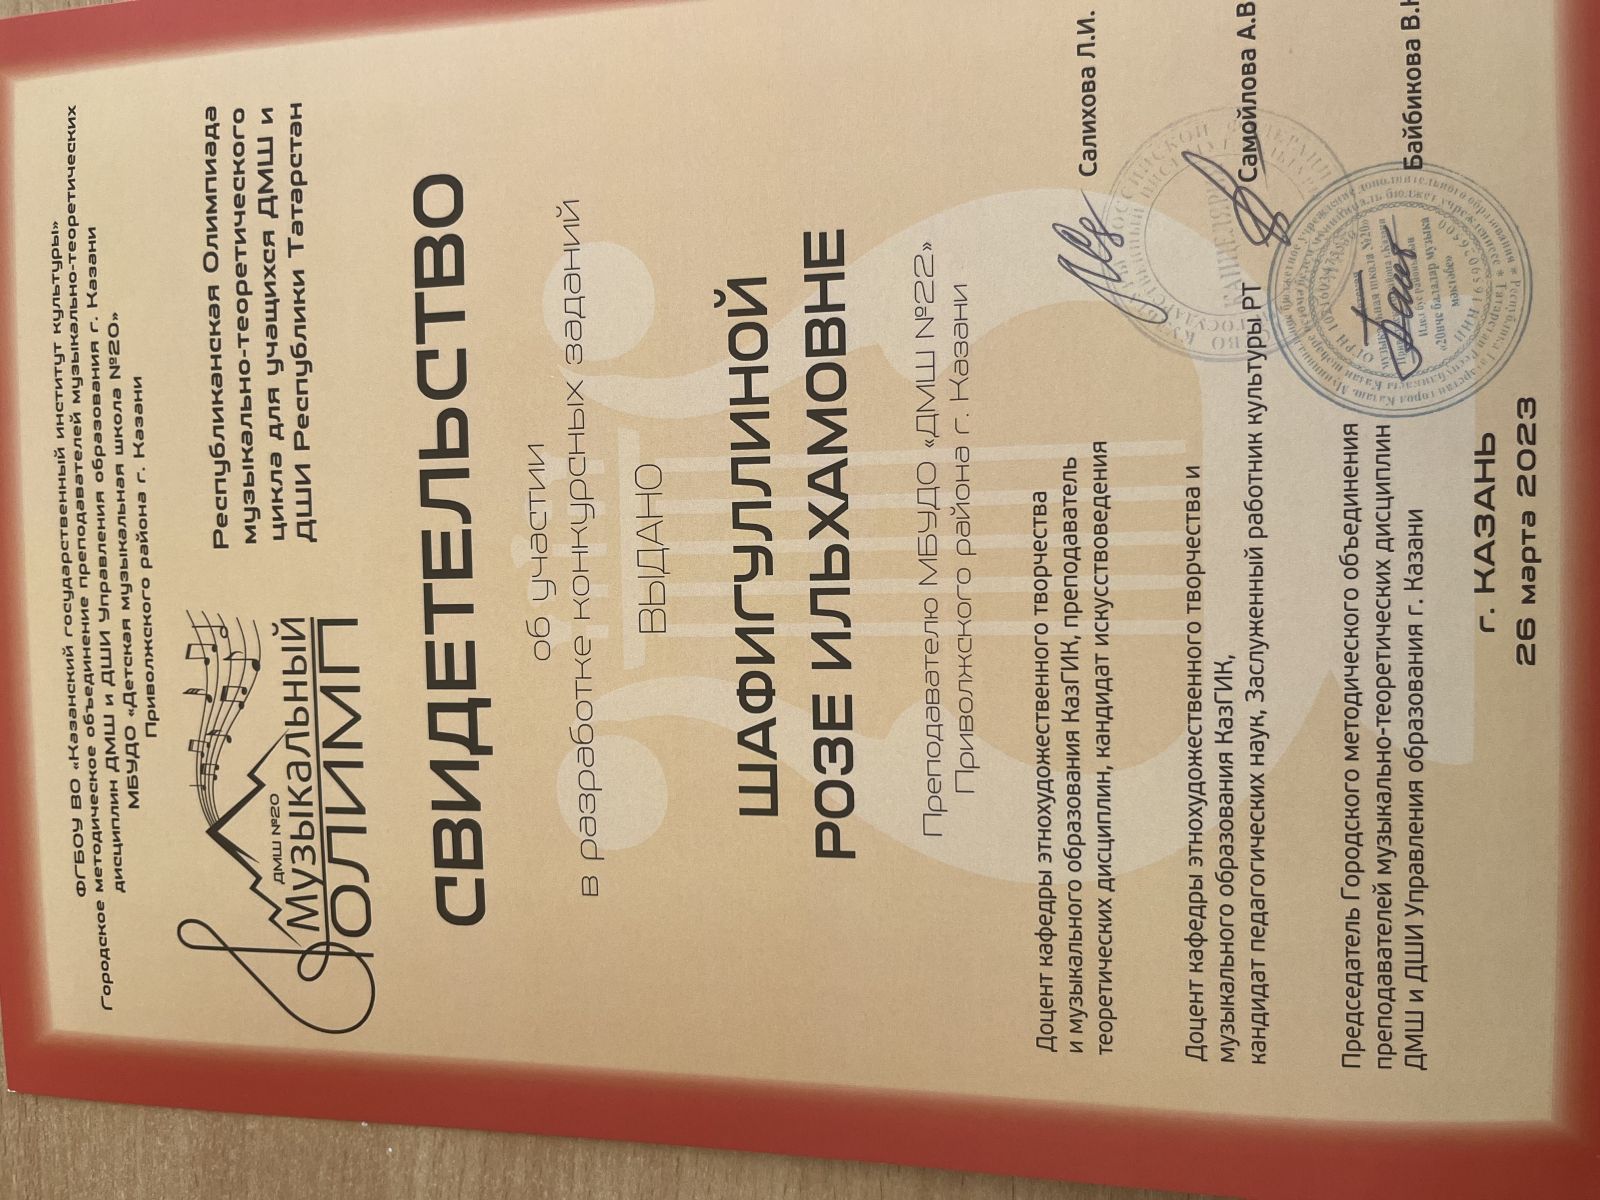 ФГБОУ ВО «Казанский государственный институт культуры»
Городское методическое объединение преподавателей музыкально-теоретических
дисциплин ДМШ и ДШИ Управления образования г. Казани
МБУДО «Детская музыкальная школа №20»
Приволжского района г. Казани
ДМШ №20
Музыкальный
ОЛИМП
Республиканская Олимпиада
музыкально-теоретического
цикла для учащихся ДМШ и
ДШИ Республики Татарстан
СВИДЕТЕЛЬСТВО
об участии
в разработке конкурсных заданий
ВЫДАНО
ШАФИГУЛЛИНОЙ
РОЗЕ ИЛЬХАМОВНЕ
Преподавателю МБУДО «ДМШ №22»
Приволжского района г. Казани
Доцент кафедры этнохудожественного творчества
и музыкального образования КазГИК, преподаватель
теоретических дисциплин, кандидат искусствоведения
Салихова Л.И.
Доцент кафедры этнохудожественного творчества и
музыкального образования КазГИК,
кандидат педагогических наук, Заслуженный работник культуры РТ
Самойлова А.В
Председатель Городского методического объединения
преподавателей музыкально-теоретических дисциплин
ДМШ и ДШИ Управления образования г. Казани
Байбикова В.Н
г. КАЗАНЬ
26 марта 2023